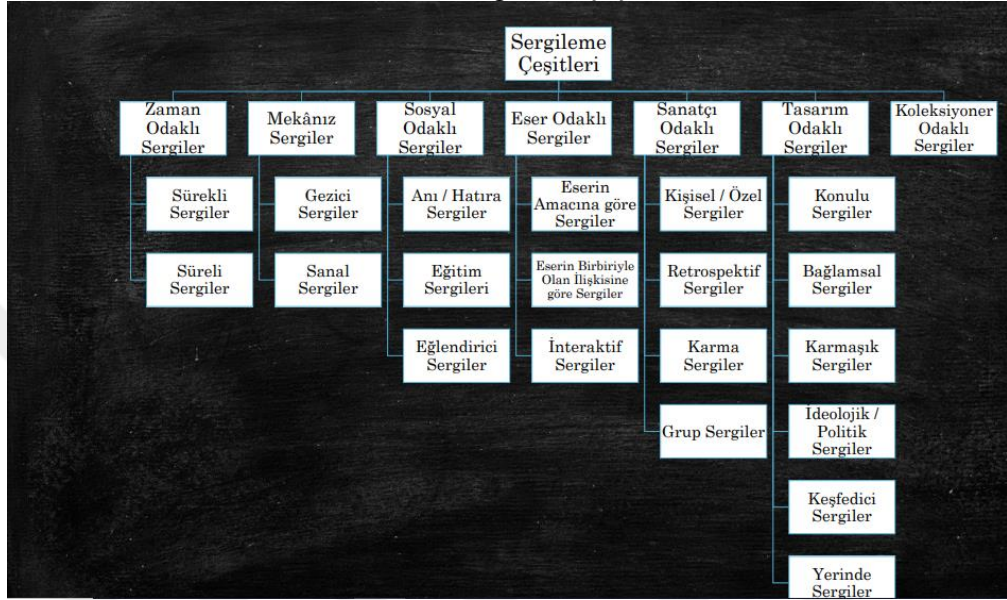 Sergileme
Çeşitleri
Zaman
Odaklı
Sergiler
Sürekli
Sergiler
Süreli
Sergiler
Mekânız
Sergiler
Gezici
Sergiler
Sanal
Sergiler
Sosyal
Odaklı
Sergiler
Anı / Hatıra
Sergiler
Eğitim
Sergileri
Eğlendirici
Sergiler
Eser Odaklı
Sergiler
Eserin
Amacına göre
Sergiler
Eserin Birbiriyle
Olan İlişkisine
göre Sergiler
İnteraktif
Sergiler
Sanatçı
Odaklı
Sergiler
Kişisel / Özel
Sergiler
Retrospektif
Sergiler
Karma
Sergiler
Grup Sergiler
Tasarım
Odaklı
Sergiler
Konulu
Sergiler
Bağlamsal
Sergiler
Karmaşık
Sergiler
İdeolojik /
Politik
Sergiler
Keşfedici
Sergiler
Yerinde
Sergiler
Koleksiyoner
Odaklı
Sergiler